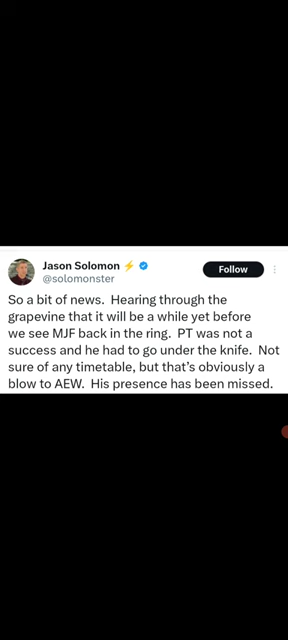 Jason Solomon⚡
@solomonster
Follow
So a bit of news. Hearing through the
grapevine that it will be a while yet before
we see MJF back in the ring. PT was not a
success and he had to go under the knife. Not
sure of any timetable, but that's obviously a
blow to AEW. His presence has been missed.